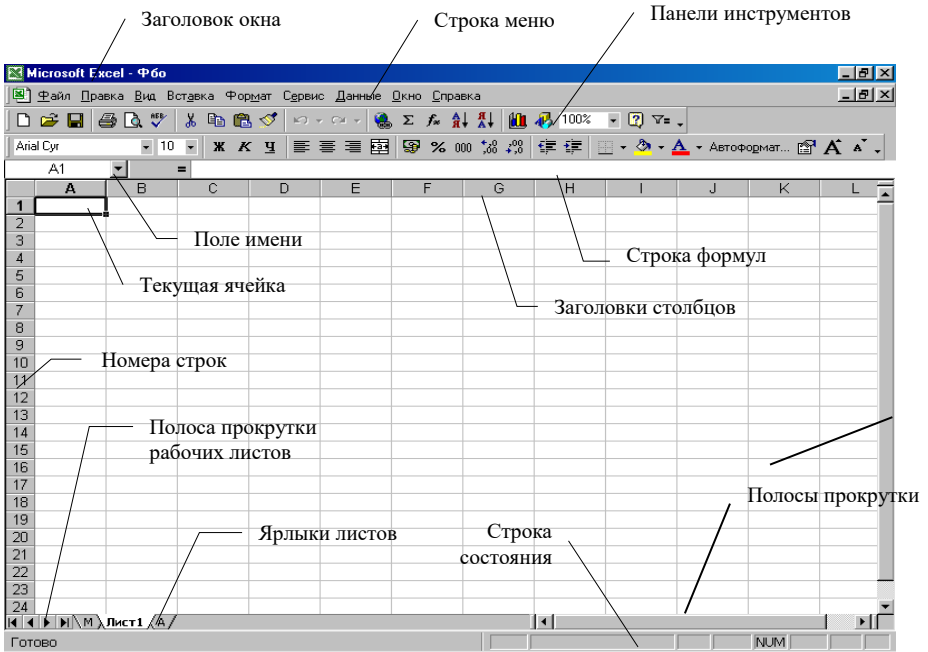 Заголовок окна
Строка меню
Панели инструментов
Microsoft Excel - Фбо
Файл Правка Вид Вставка Формат Сервис Данные Окно Справка
100%
Arial Cyr 10 Ж К Ч % 000 Автоформат...
A1 =
A B C D E F G H I J K L
1
2
3
Поле имени
4
Строка формул
5
Текущая ячейка
6
7
Заголовки столбцов
8
9
10
Номера строк
11
12
13
14
Полоса прокрутки
рабочих листов
15
16
17
18
Полосы прокрутки
19
20
Ярлыки листов
Строка
состояния
21
22
23
24
М Лист1 А
Готово NUM